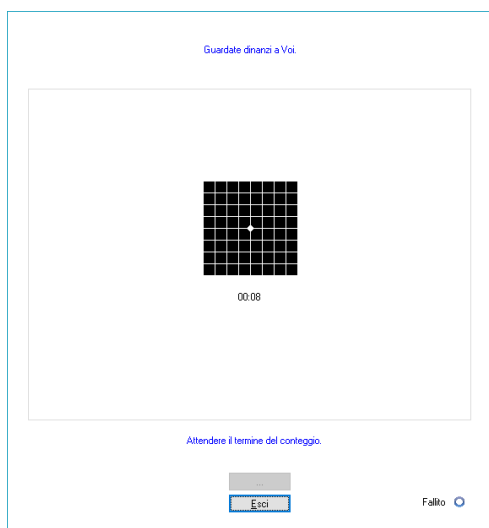 Guardate dinanzi a Voi.
00:08
Attendere il termine del conteggio.
...
Esci
Fallito